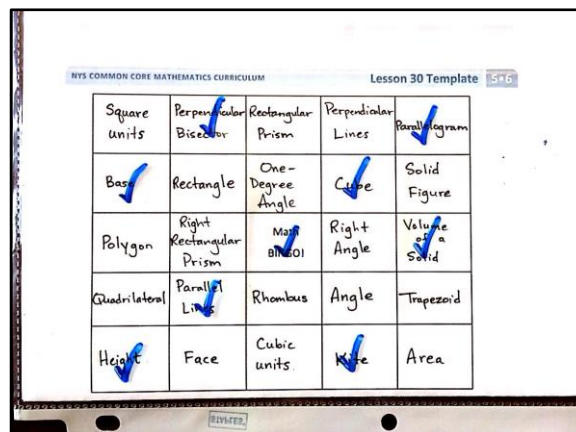 NYS COMMON CORE MATHEMATICS CURRICULUM
Lesson 30 Template 5•6
Square
units
Perpendicular
Bisector
Rectangular
Prism
Perpendicular
Lines
Parallelogram
Base
Rectangle
One-
Degree
Angle
Cube
Solid
Figure
Polygon
Right
Rectangular
Prism
Math
BINGO!
Right
Angle
Volume
of a
Solid
Quadrilateral
Parallel
Lines
Rhombus
Angle
Trapezoid
Height
Face
Cubic
units.
Kite
Area